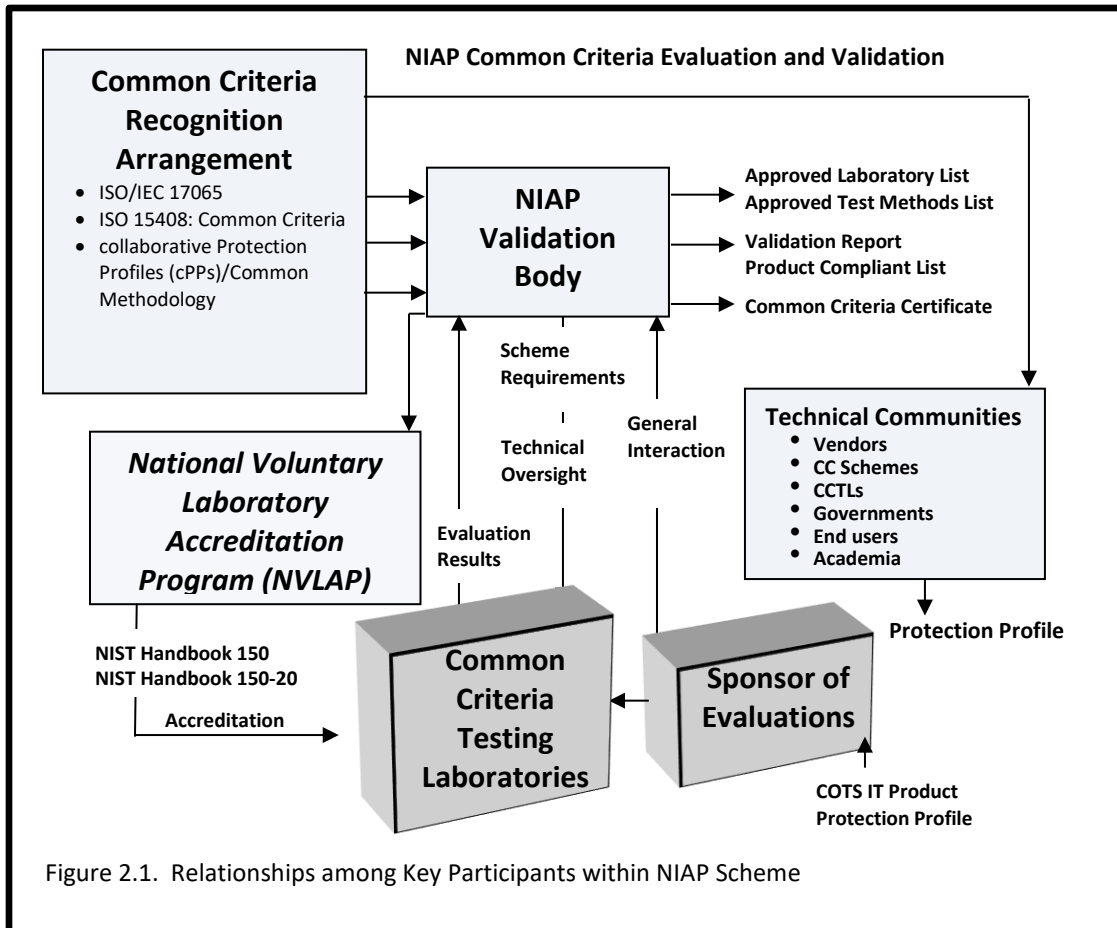 NIAP Common Criteria Evaluation and Validation
Common Criteria
Recognition
Arrangement
• ISO/IEC 17065
• ISO 15408: Common Criteria
• collaborative Protection
Profiles (cPPs)/Common
Methodology
NIAP
Validation
Body
Approved Laboratory List
Approved Test Methods List
Validation Report
Product Compliant List
Common Criteria Certificate
Scheme
Requirements
Technical
Oversight
General
Interaction
Evaluation
Results
Technical Communities
• Vendors
• CC Schemes
• CCTLs
• Governments
• End users
• Academia
Protection Profile
National Voluntary
Laboratory
Accreditation
Program (NVLAP)
NIST Handbook 150
NIST Handbook 150-20
Accreditation
Common
Criteria
Testing
Laboratories
Sponsor of
Evaluations
COTS IT Product
Protection Profile
Figure 2.1. Relationships among Key Participants within NIAP Scheme